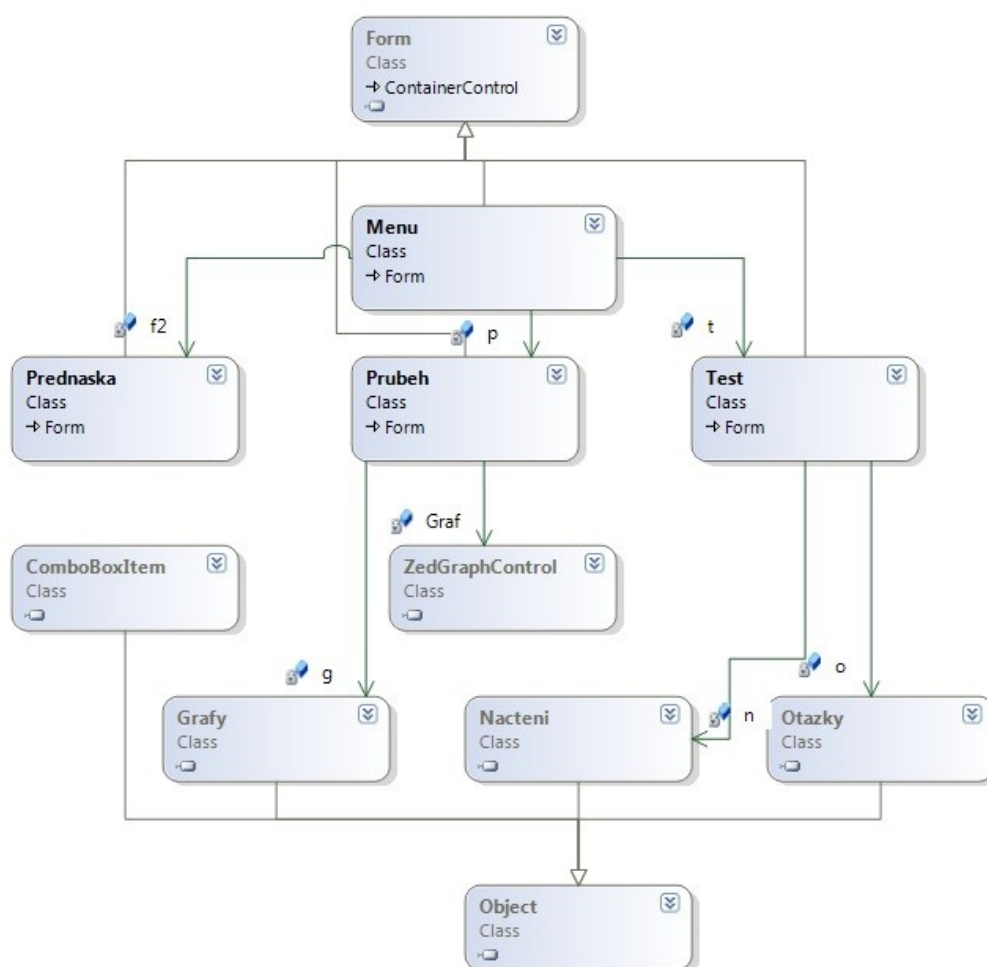 Form
Class
ContainerControl
Menu
Class
Form
f2
p
t
Prednaska
Class
Form
Prubeh
Class
Form
Test
Class
Form
Graf
ComboBoxItem
Class
ZedGraphControl
Class
g
o
n
Grafy
Class
Nacteni
Class
Otazky
Class
Object
Class